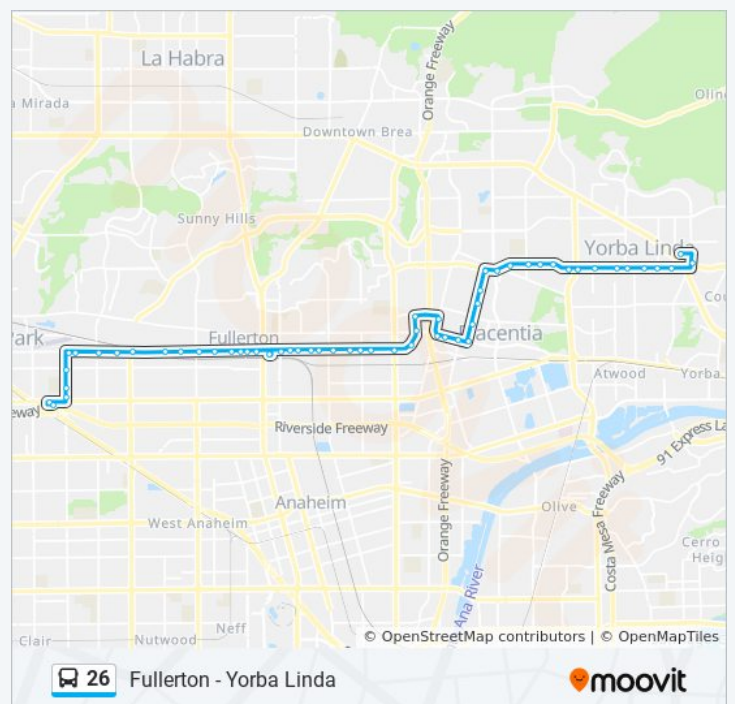 La Habra
Orange Freeway
a Mirada
Olin
Downtown Brea
Sunny Hills
Yorba Linda
Cou
Park
Fullerton
acentia
Atwood
Yorba
eway
Riverside Freeway
91 Express La
Anaheim
Orange Freeway
Olive
West Anaheim
Costa Mesa Freeway
Cerro
Heigh
Ana River
Neff
Clair
Nutwood
© OpenStreetMap contributors | © OpenMapTiles
26 Fullerton - Yorba Linda
moovit